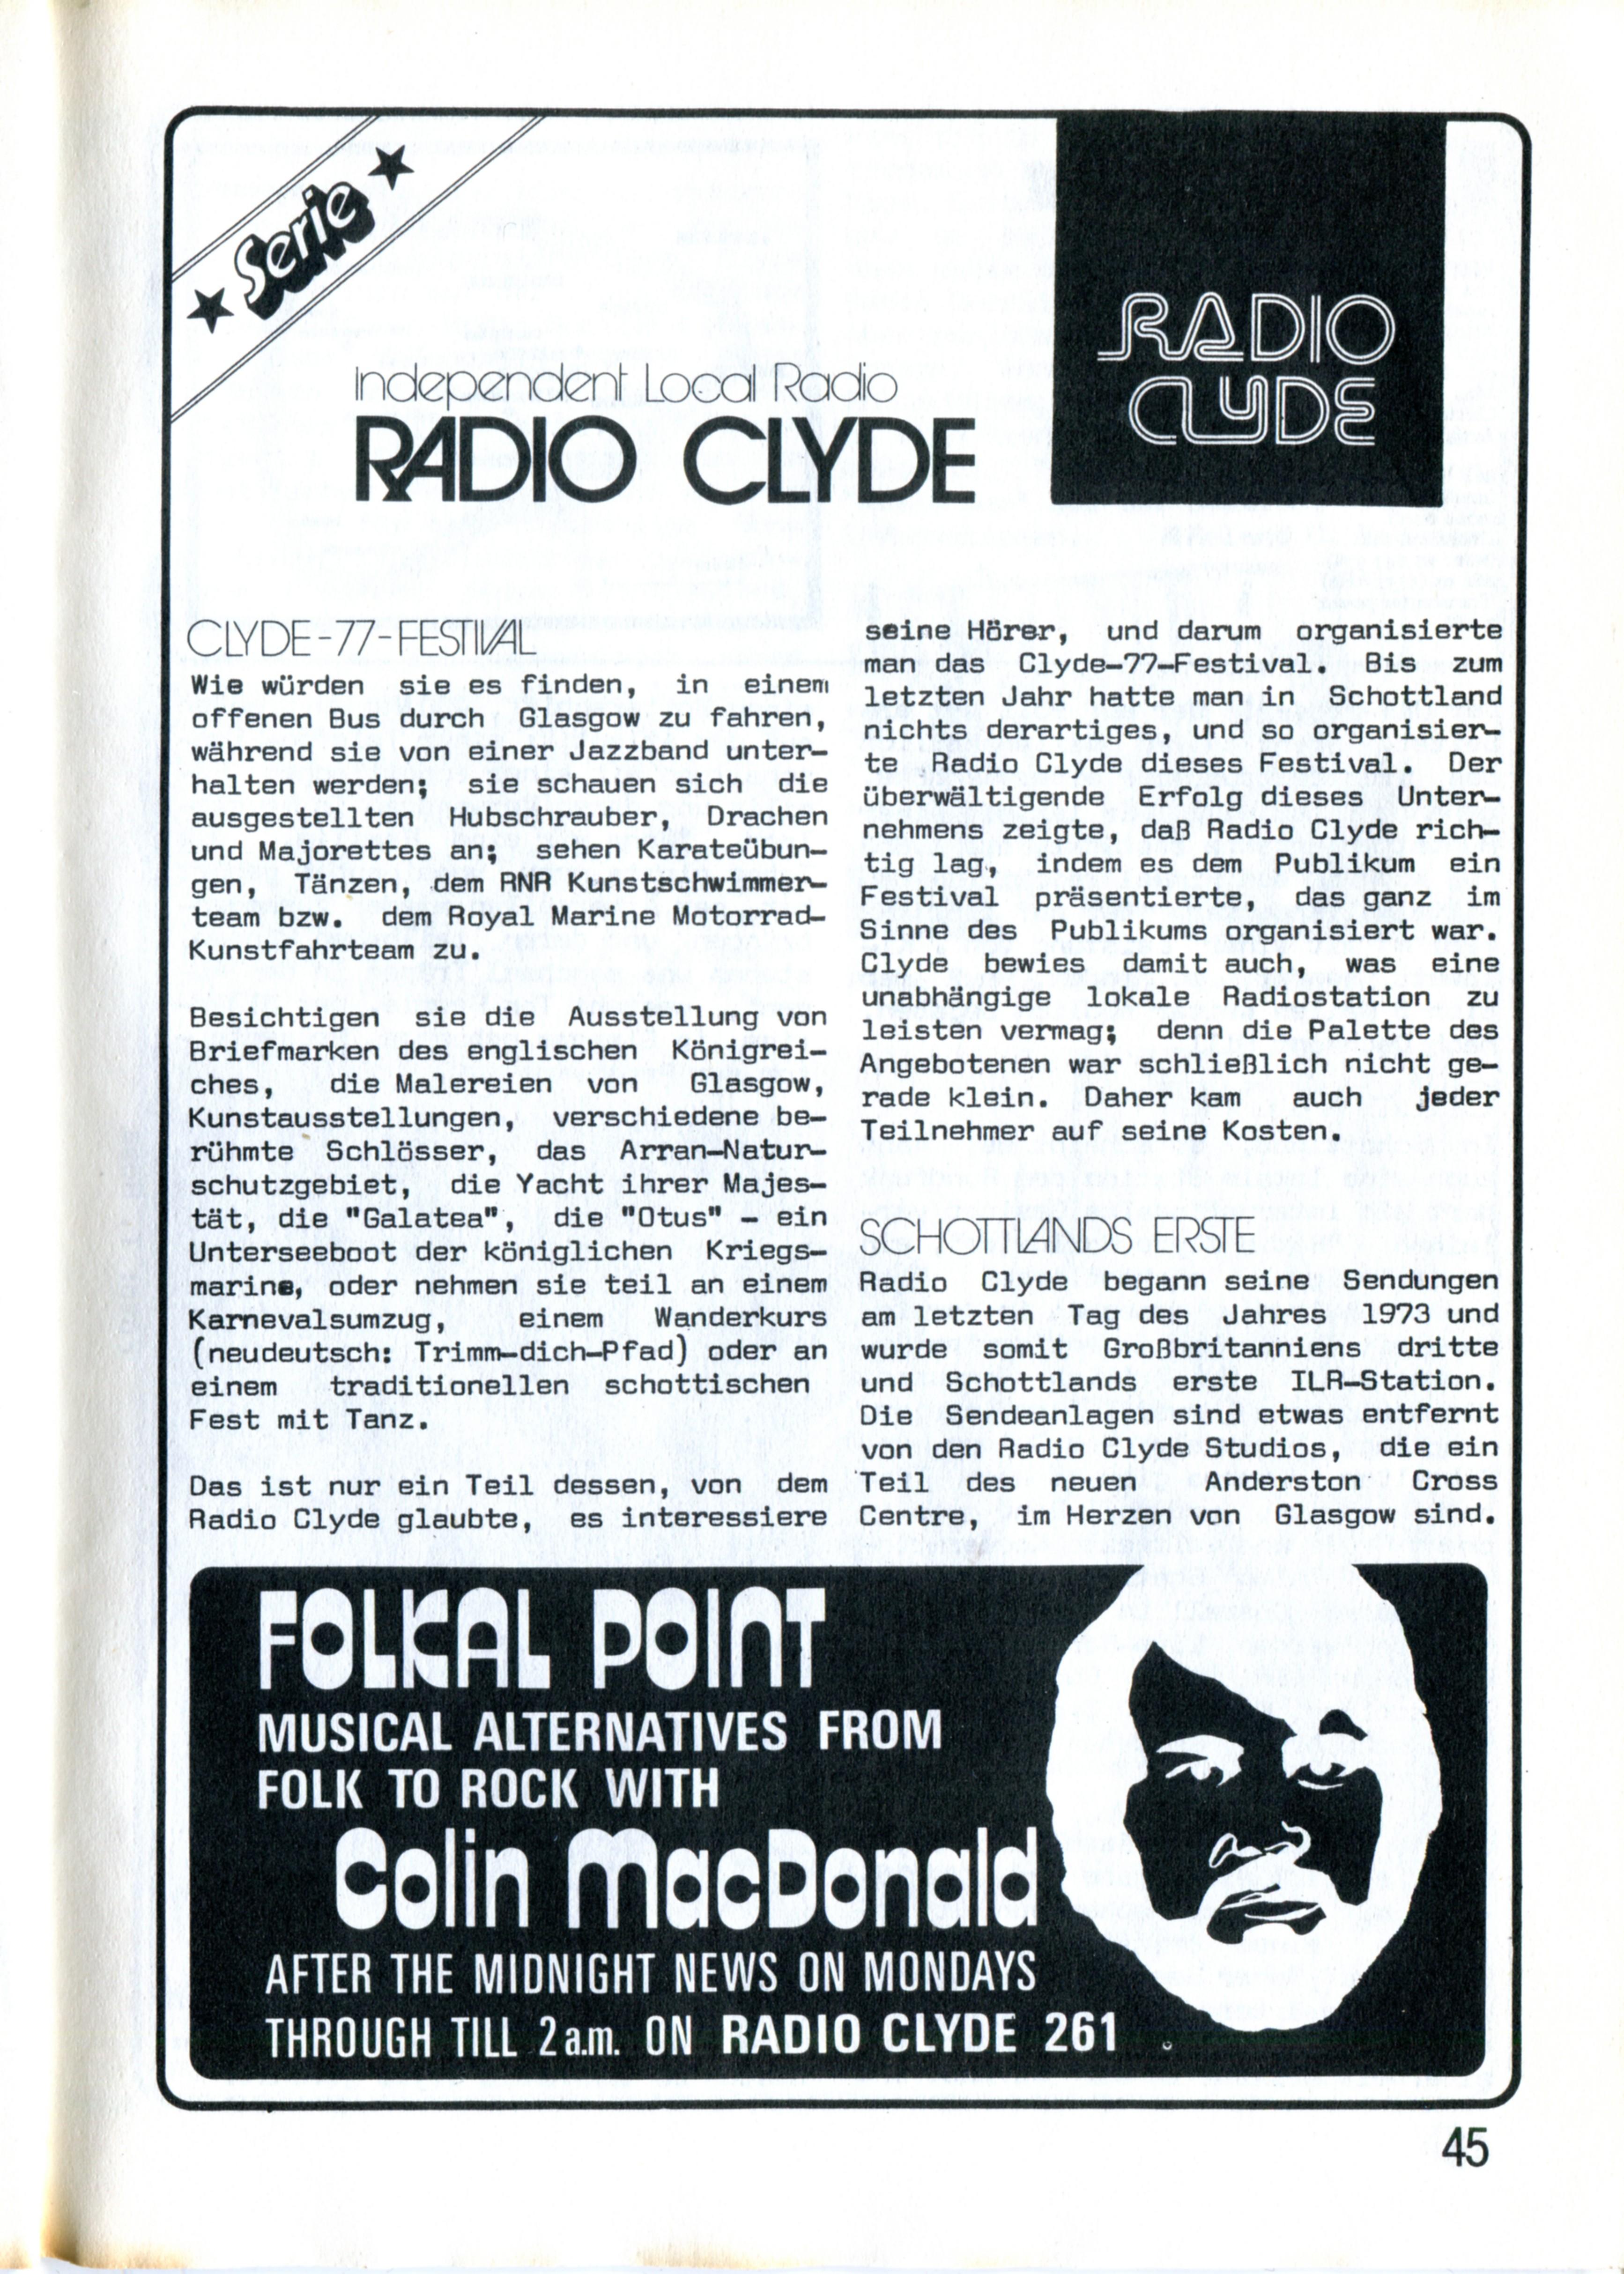 Serie
Independent Local Radio
RADIO CLYDE
RADIO
CLYDE
CLYDE-77-FESTIVAL
Wie würden sie es finden, in einem
offenen Bus durch Glasgow zu fahren,
während sie von einer Jazzband unter-
halten werden; sie schauen sich die
ausgestellten Hubschrauber, Drachen
und Majorettes an; sehen Karateübun-
gen, Tänzen, dem RNR Kunstschwimmer-
team bzw. dem Royal Marine Motorrad-
Kunstfahrteam zu.
Besichtigen sie die Ausstellung von
Briefmarken des englischen Königrei-
ches, die Malereien von Glasgow,
Kunstausstellungen, verschiedene be-
rühmte Schlösser, das Arran-Natur-
schutzgebiet, die Yacht ihrer Majes-
tät, die "Galatea", die "Otus" - ein
Unterseeboot der königlichen Kriegs-
marine, oder nehmen sie teil an einem
Karnevalsumzug, einem Wanderkurs
(neudeutsch: Trimm-dich-Pfad) oder an
einem traditionellen schottischen
Fest mit Tanz.
Das ist nur ein Teil dessen, von dem
Radio Clyde glaubte, es interessiere
seine Hörer, und darum organisierte
man das Clyde-77-Festival. Bis zum
letzten Jahr hatte man in Schottland
nichts derartiges, und so organisier-
te Radio Clyde dieses Festival. Der
überwältigende Erfolg dieses Unter-
nehmens zeigte, daß Radio Clyde rich-
tig lag, indem es dem Publikum ein
Festival präsentierte, das ganz im
Sinne des Publikums organisiert war.
Clyde bewies damit auch, was eine
unabhängige lokale Radiostation zu
leisten vermag; denn die Palette des
Angebotenen war schließlich nicht ge-
rade klein. Daher kam auch jeder
Teilnehmer auf seine Kosten.
SCHOTTLANDS ERSTE
Radio Clyde begann seine Sendungen
am letzten Tag des Jahres 1973 und
wurde somit Großbritanniens dritte
und Schottlands erste ILR-Station.
Die Sendeanlagen sind etwas entfernt
von den Radio Clyde Studios, die ein
Teil des neuen Anderston Cross
Centre, im Herzen von Glasgow sind.
FOLKAL POINT
MUSICAL ALTERNATIVES FROM
FOLK TO ROCK WITH
Colin MacDonald
AFTER THE MIDNIGHT NEWS ON MONDAYS
THROUGH TILL 2 a.m. ON RADIO CLYDE 261
45